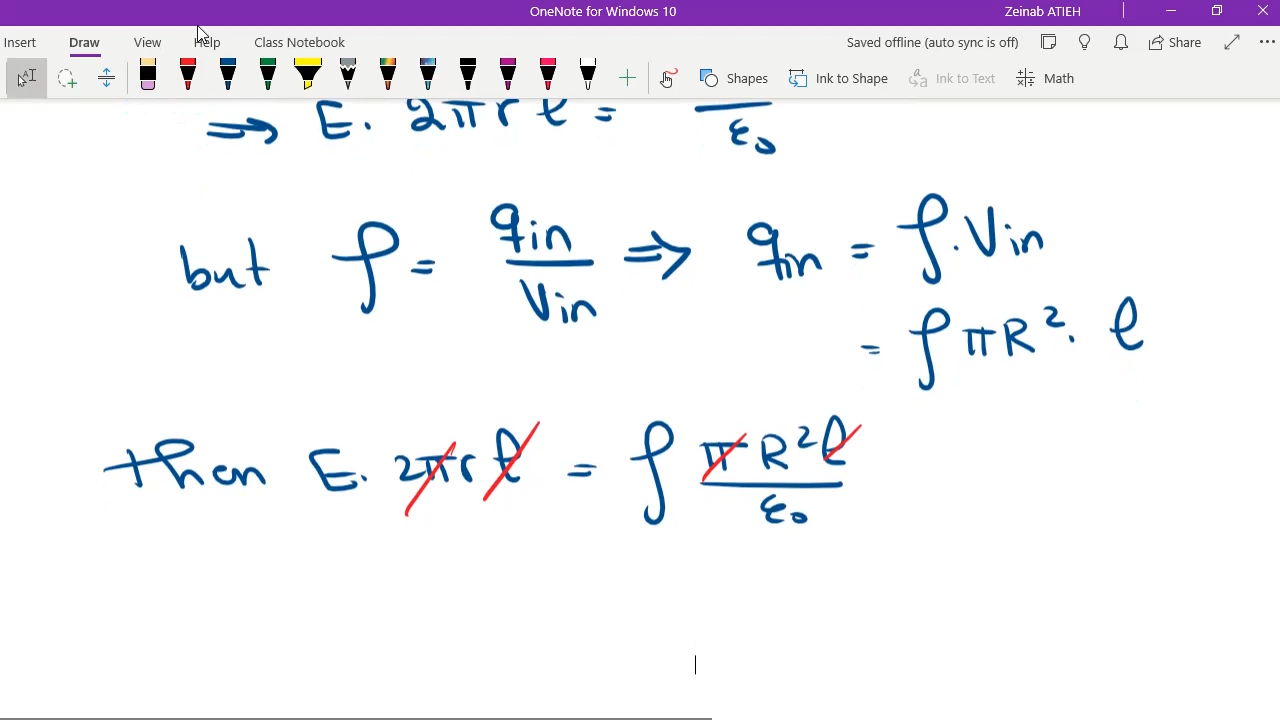 OneNote for Windows 10 Zeinab ATIEH
Insert Draw View Help Class Notebook Saved offline (auto sync is off) Share
Shapes Ink to Shape Ink to Text Math
⟹ E. 2πrℓ = ―/ε₀
but ρ = qin/Vin ⟹ qin = ρ.Vin
= ρπR². ℓ
then E. 2πrℓ = ρ πR²ℓ/ε₀